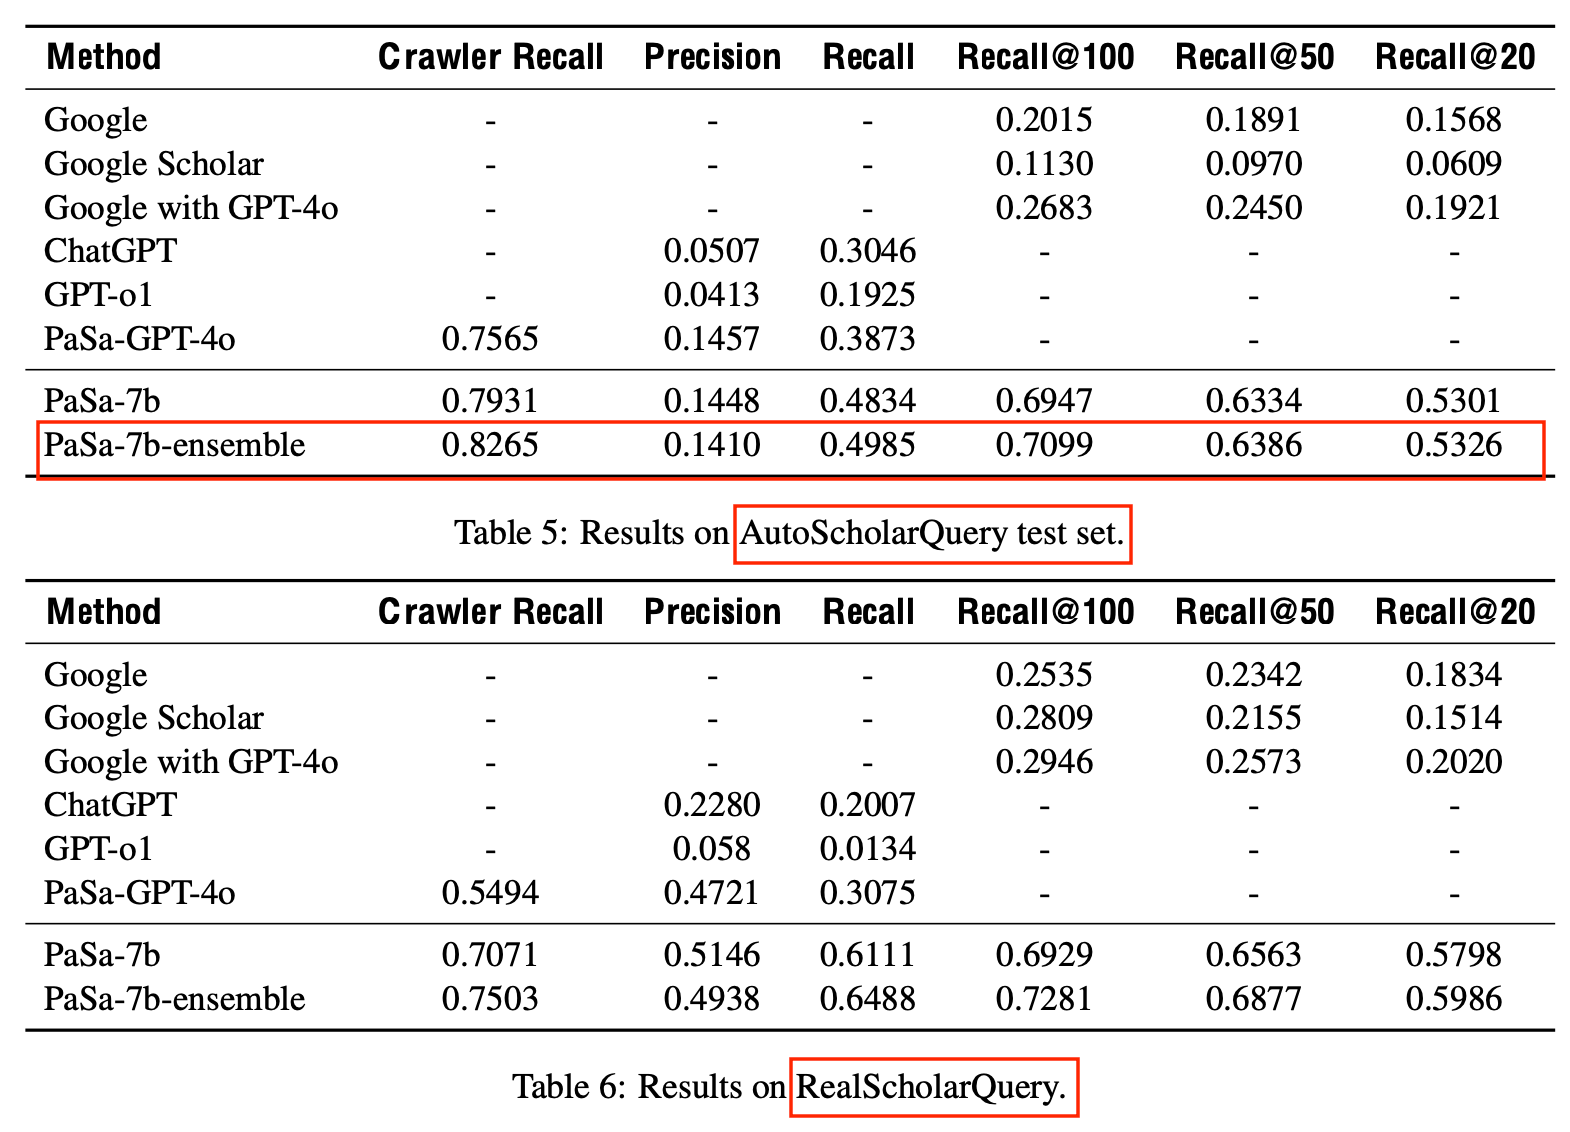 Method Crawler Recall Precision Recall Recall@100 Recall@50 Recall@20
Google - - - 0.2015 0.1891 0.1568
Google Scholar - - - 0.1130 0.0970 0.0609
Google with GPT-4o - - - 0.2683 0.2450 0.1921
ChatGPT - 0.0507 0.3046 - - -
GPT-o1 - 0.0413 0.1925 - - -
PaSa-GPT-4o 0.7565 0.1457 0.3873 - - -
PaSa-7b 0.7931 0.1448 0.4834 0.6947 0.6334 0.5301
PaSa-7b-ensemble 0.8265 0.1410 0.4985 0.7099 0.6386 0.5326
Table 5: Results on AutoScholarQuery test set.
Method Crawler Recall Precision Recall Recall@100 Recall@50 Recall@20
Google - - - 0.2535 0.2342 0.1834
Google Scholar - - - 0.2809 0.2155 0.1514
Google with GPT-4o - - - 0.2946 0.2573 0.2020
ChatGPT - 0.2280 0.2007 - - -
GPT-o1 - 0.058 0.0134 - - -
PaSa-GPT-4o 0.5494 0.4721 0.3075 - - -
PaSa-7b 0.7071 0.5146 0.6111 0.6929 0.6563 0.5798
PaSa-7b-ensemble 0.7503 0.4938 0.6488 0.7281 0.6877 0.5986
Table 6: Results on RealScholarQuery.